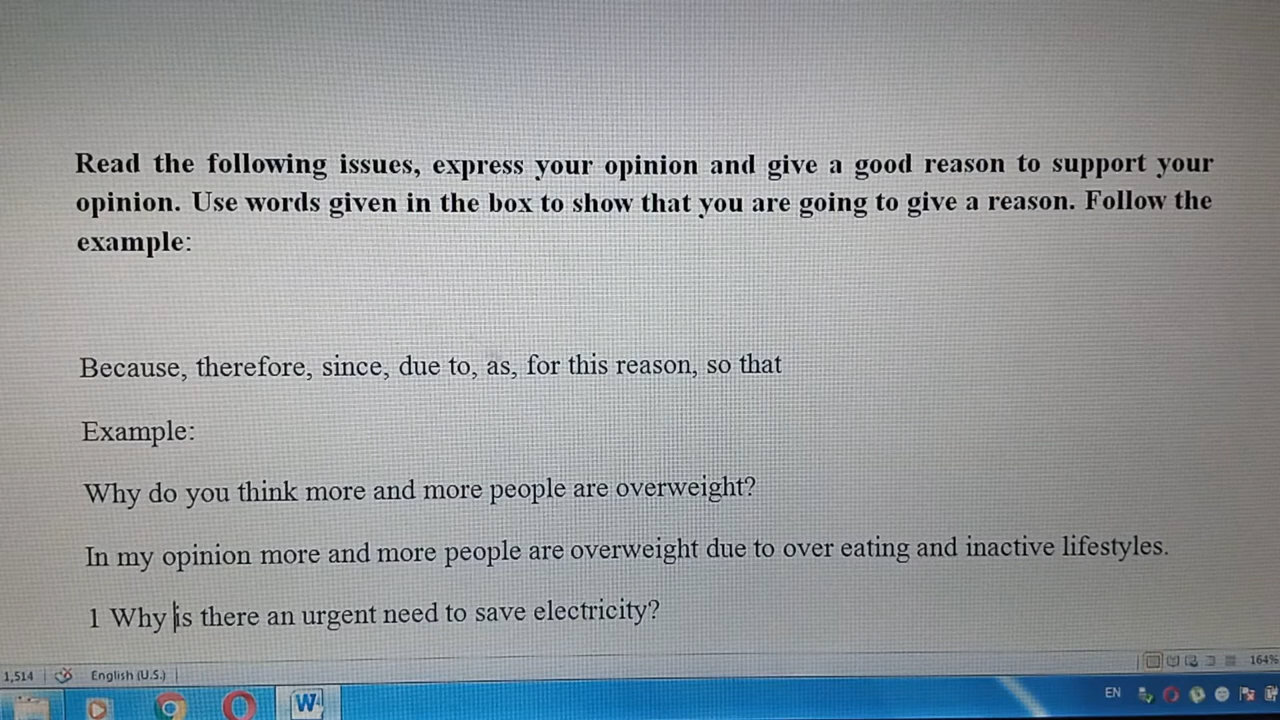 Read the following issues, express your opinion and give a good reason to support your
opinion. Use words given in the box to show that you are going to give a reason. Follow the
example:
Because, therefore, since, due to, as, for this reason, so that
Example:
Why do you think more and more people are overweight?
In my opinion more and more people are overweight due to over eating and inactive lifestyles.
1 Why is there an urgent need to save electricity?
1,514 English (U.S.) 164%
W EN